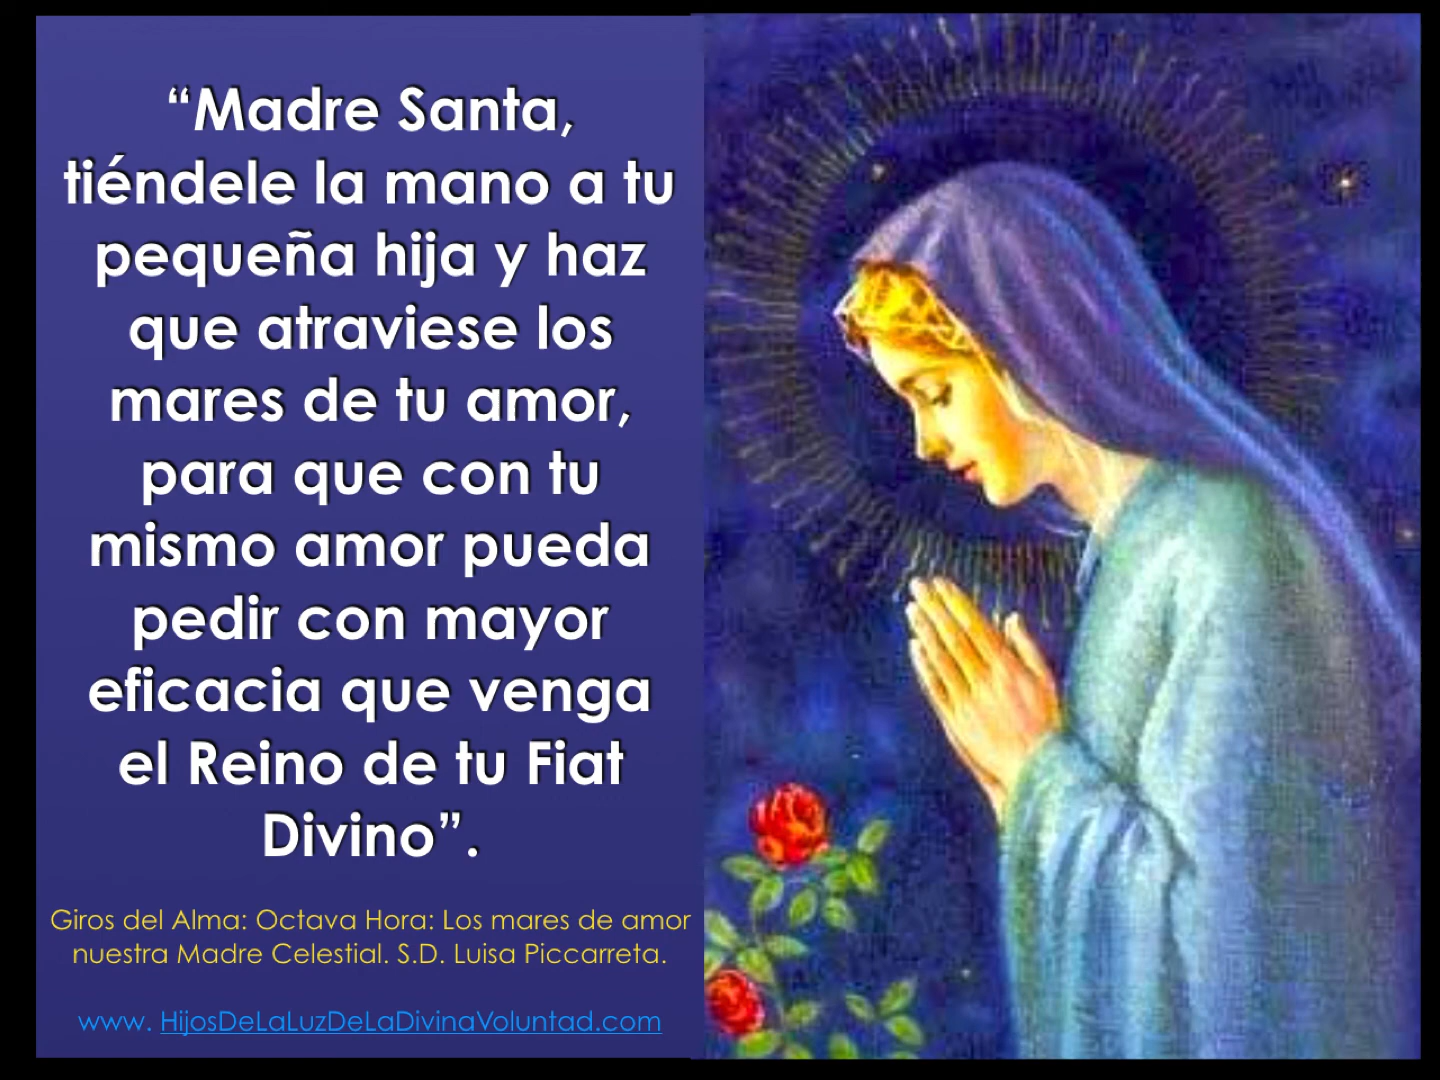 “Madre Santa,
tiéndele la mano a tu
pequeña hija y haz
que atraviese los
mares de tu amor,
para que con tu
mismo amor pueda
pedir con mayor
eficacia que venga
el Reino de tu Fiat
Divino”.
Giros del Alma: Octava Hora: Los mares de amor
nuestra Madre Celestial. S.D. Luisa Piccarreta.
www. HijosDeLaLuzDeLaDivinaVoluntad.com